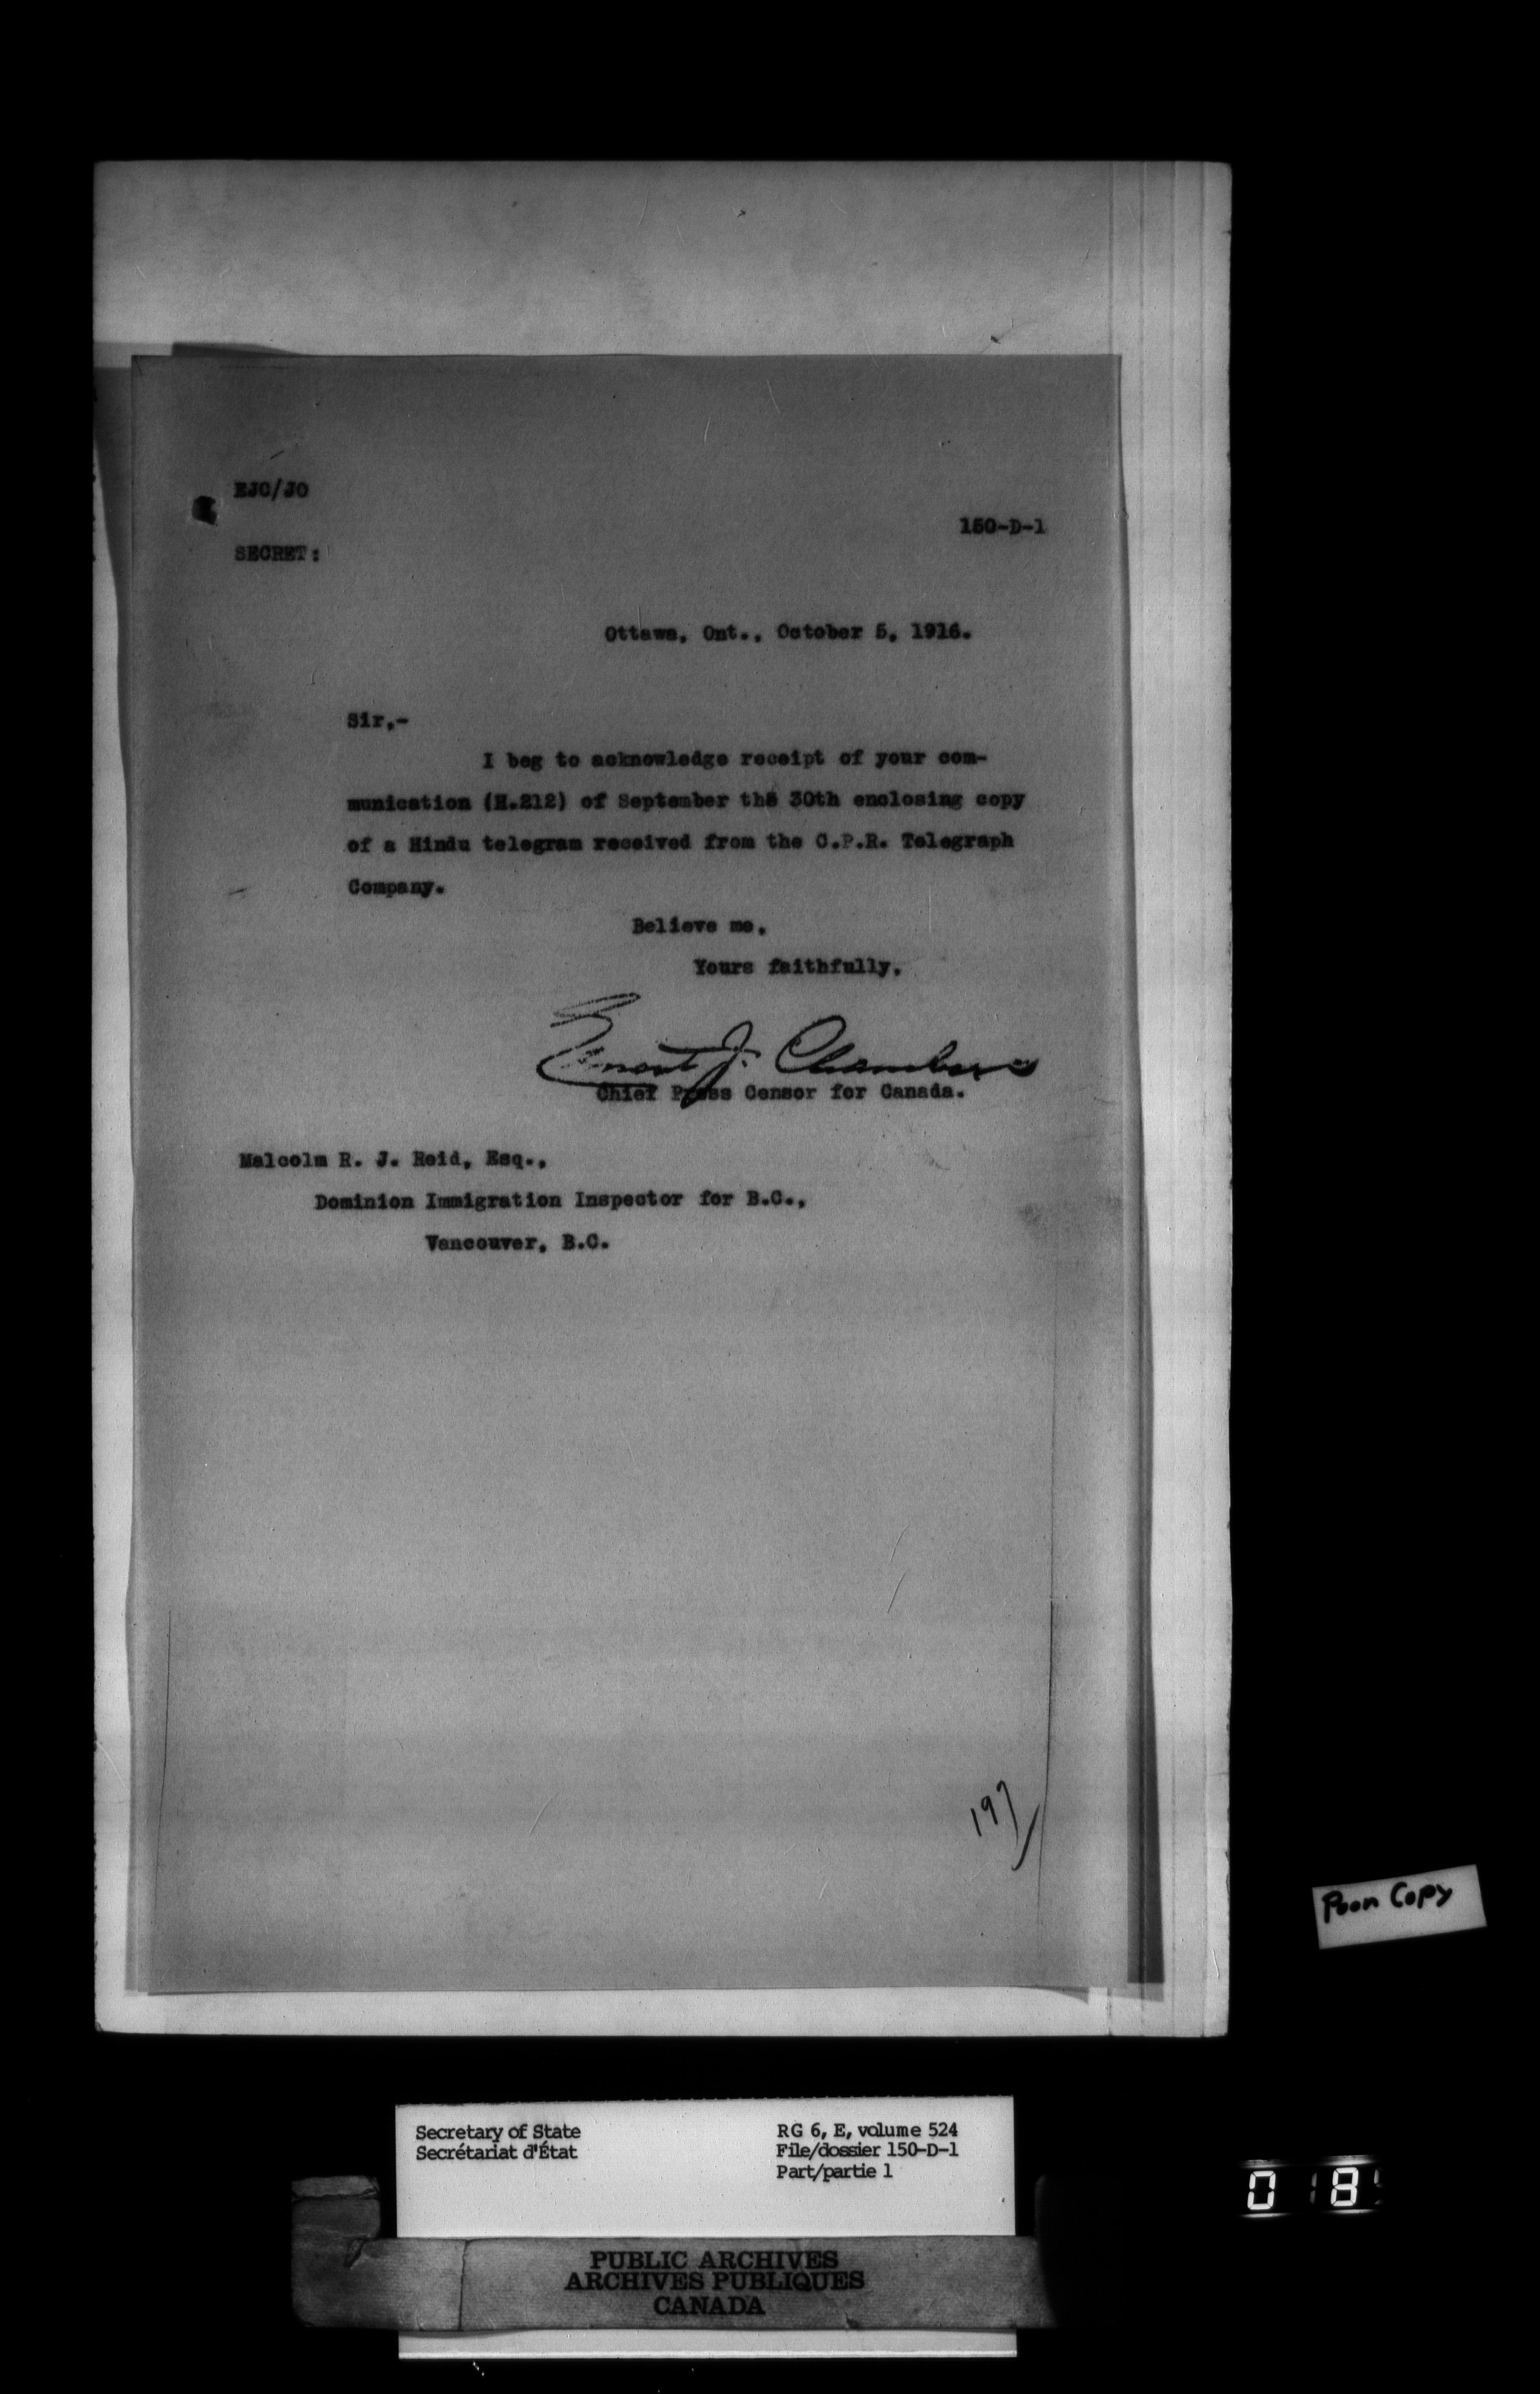 EJC/JO
150-D-1
SECRET:
Ottawa, Ont., October 5, 1916.
Sir,-
I beg to acknowledge receipt of your com-
munication (H.212) of September the 30th enclosing copy
of a Hindu telegram received from the C.P.R. Telegraph
Company.
Believe me,
Yours faithfully,
Ernest J. Chambers
Chief Press Censor for Canada.
Malcolm R. J. Reid, Esq.,
Dominion Immigration Inspector for B.C.,
Vancouver, B.C.
197
Poor Copy
Secretary of State
Secrétariat d'État
RG 6, E, volume 524
File/dossier 150-D-1
Part/partie 1
PUBLIC ARCHIVES
ARCHIVES PUBLIQUES
CANADA